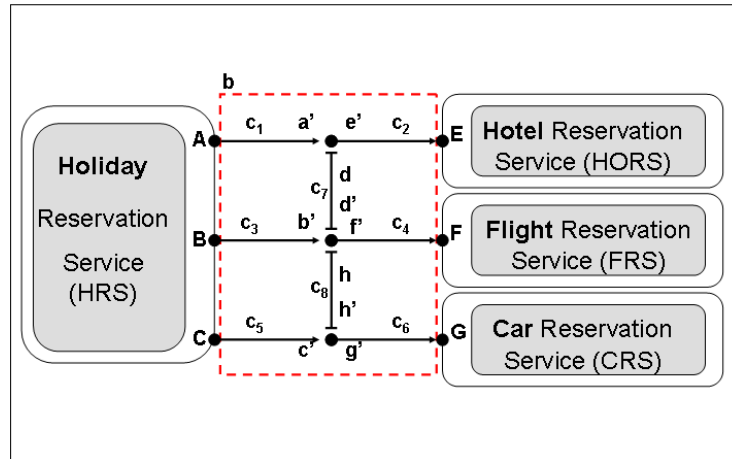 b
A c₁ a’ e’ c₂ E
Hotel Reservation
Service (HORS)
Holiday
Reservation
Service
(HRS)
c₇ d
d’
B c₃ b’ f’ c₄ F
Flight Reservation
Service (FRS)
c₈ h
h’
C c₅ c’ g’ c₆ G
Car Reservation
Service (CRS)